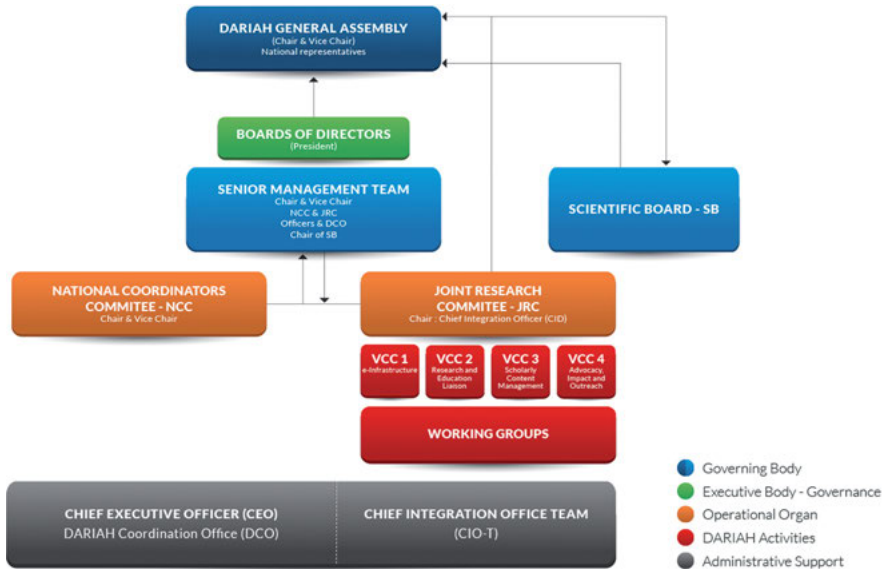 DARIAH GENERAL ASSEMBLY
(Chair & Vice Chair)
National representatives
BOARDS OF DIRECTORS
(President)
SENIOR MANAGEMENT TEAM
Chair & Vice Chair
NCC & JRC
Officers & DCO
Chair of SB
SCIENTIFIC BOARD - SB
NATIONAL COORDINATORS
COMMITEE - NCC
Chair & Vice Chair
JOINT RESEARCH
COMMITEE - JRC
Chair : Chief Integration Officer (CID)
VCC 1
e-Infrastructure
VCC 2
Research and
Education
Liaison
VCC 3
Scholarly
Content
Management
VCC 4
Advocacy,
Impact and
Outreach
WORKING GROUPS
CHIEF EXECUTIVE OFFICER (CEO)
DARIAH Coordination Office (DCO)
CHIEF INTEGRATION OFFICE TEAM
(CIO-T)
Governing Body
Executive Body - Governance
Operational Organ
DARIAH Activities
Administrative Support